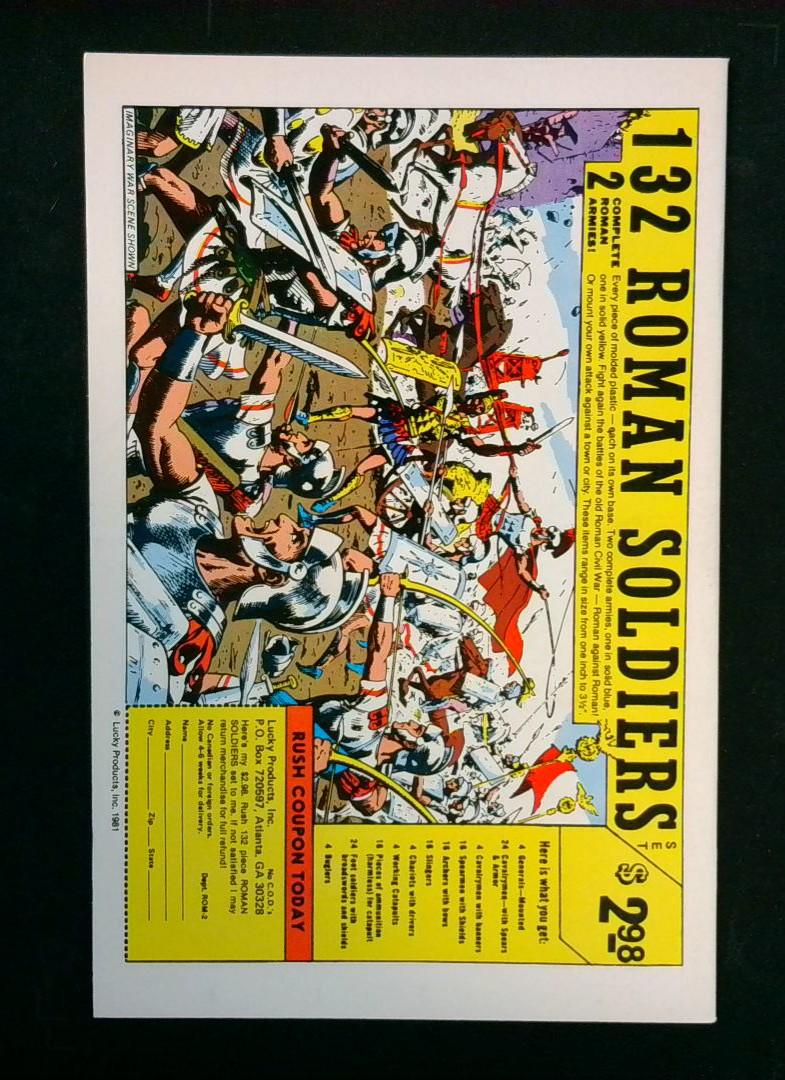 132 ROMAN SOLDIERS SET $2.98
2 COMPLETE ROMAN ARMIES!
Every piece of molded plastic — each on its own base. Two complete armies, one in solid blue,
one in solid yellow. Fight again the battles of the old Roman Civil War — Roman against Roman!
Or mount your own attack against a town or city. These items range in size from one inch to 3½".
Here is what you get:
4 Generals—Mounted
24 Cavalrymen—with Spears
& Armor
4 Cavalrymen with banners
16 Spearmen with Shields
16 Archers with bows
16 Slingers
4 Chariots with drivers
4 Working Catapults
16 Pieces of ammunition
(harmless) for catapult
24 Foot soldiers with
broadswords and shields
4 Buglers
IMAGINARY WAR SCENE SHOWN
RUSH COUPON TODAY
Lucky Products, Inc. No C.O.D.'s
P.O. Box 720597, Atlanta, GA 30328
Here's my $2.98. Rush 132 piece ROMAN
SOLDIERS set to me. If not satisfied I may
return merchandise for full refund!
No Canadian or foreign orders.
Allow 4-6 weeks for delivery. Dept. ROM-2
Name
Address
City Zip State
© Lucky Products, Inc. 1981